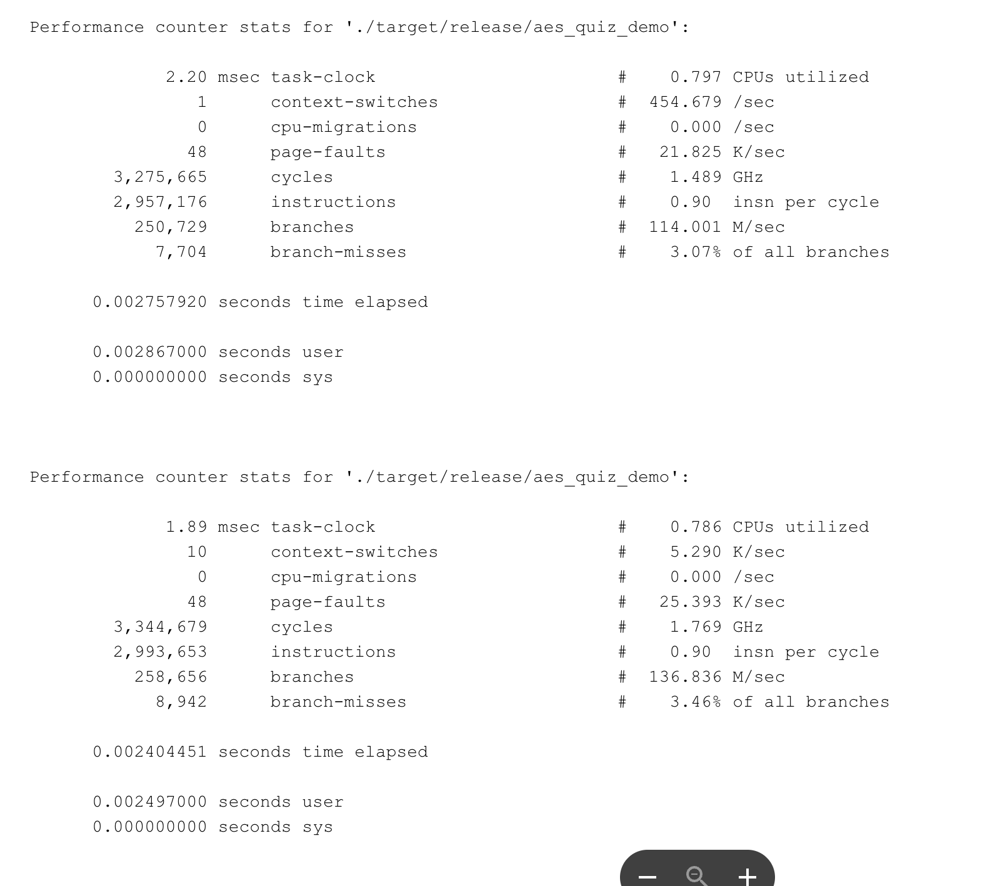 Performance counter stats for './target/release/aes_quiz_demo':
2.20 msec task-clock # 0.797 CPUs utilized
1 context-switches # 454.679 /sec
0 cpu-migrations # 0.000 /sec
48 page-faults # 21.825 K/sec
3,275,665 cycles # 1.489 GHz
2,957,176 instructions # 0.90 insn per cycle
250,729 branches # 114.001 M/sec
7,704 branch-misses # 3.07% of all branches
0.002757920 seconds time elapsed
0.002867000 seconds user
0.000000000 seconds sys
Performance counter stats for './target/release/aes_quiz_demo':
1.89 msec task-clock # 0.786 CPUs utilized
10 context-switches # 5.290 K/sec
0 cpu-migrations # 0.000 /sec
48 page-faults # 25.393 K/sec
3,344,679 cycles # 1.769 GHz
2,993,653 instructions # 0.90 insn per cycle
258,656 branches # 136.836 M/sec
8,942 branch-misses # 3.46% of all branches
0.002404451 seconds time elapsed
0.002497000 seconds user
0.000000000 seconds sys